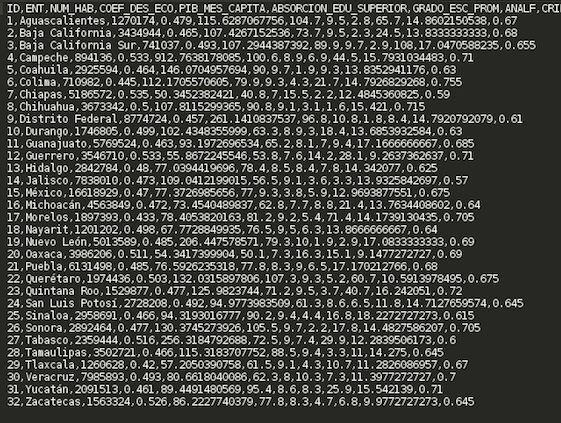 ID,ENT,NUM_HAB,COEF_DES_ECO,PIB_MES_CAPITA,ABSORCION_EDU_SUPERIOR,GRADO_ESC_PROM,ANALF,CRI
1,Aguascalientes,1270174,0.479,115.6287067756,104.7,9.5,2.8,65.7,14.8602150538,0.67
2,Baja California,3434944,0.465,107.4267152536,73.7,9.5,2.3,24.5,13.8333333333,0.68
3,Baja California Sur,741037,0.493,107.2944387392,89.9,9.7,2.9,108,17.0470588235,0.655
4,Campeche,894136,0.533,912.7638178085,100.6,8.9,6.9,44.5,15.7931034483,0.71
5,Coahuila,2925594,0.464,146.0704957694,90,9.7,1.9,9.3,13.8352941176,0.63
6,Colima,710982,0.445,112.1705570605,79.9,9.3,4.3,21.7,14.7926829268,0.755
7,Chiapas,5186572,0.535,50.3452382421,40.8,7,15.5,2.2,12.4845360825,0.59
8,Chihuahua,3673342,0.5,107.8115299365,90.8,9.1,3.1,1.6,15.421,0.715
9,Distrito Federal,8774724,0.457,261.1410837537,96.8,10.8,1.8,8.4,14.7920792079,0.61
10,Durango,1746805,0.499,102.4348355999,63.3,8.9,3,18.4,13.6853932584,0.63
11,Guanajuato,5769524,0.463,93.1972696534,65.2,8.1,7,9.4,17.1666666667,0.685
12,Guerrero,3546710,0.533,55.8672245546,53.8,7.6,14.2,28.1,9.2637362637,0.71
13,Hidalgo,2842784,0.48,77.0394419696,78.4,8.5,8.4,7.8,14.342077,0.625
14,Jalisco,7838010,0.473,109.0412199015,56.5,9.1,3.6,3.3,13.9325842697,0.57
15,México,16618929,0.47,77.3726985656,77,9.3,3.8,5.9,12.9693877551,0.675
16,Michoacán,4563849,0.472,73.4540489837,62.8,7.7,8.8,21.4,13.7634408602,0.64
17,Morelos,1897393,0.433,78.4053820163,81.2,9.2,5.4,71.4,14.1739130435,0.705
18,Nayarit,1201202,0.498,67.7728849935,76.5,9.5,6.3,13.8666666667,0.64
19,Nuevo León,5013589,0.485,206.447578571,79.3,10.1,1.9,2.9,17.0833333333,0.69
20,Oaxaca,3986206,0.511,54.3417399904,50.1,7.3,16.3,15.1,9.1477272727,0.69
21,Puebla,6131498,0.485,76.5926235318,77.8,8.3,9,6.5,17.170212766,0.68
22,Querétaro,1974436,0.503,132.0315897806,107.3,9.3,5.2,60.7,10.5913978495,0.675
23,Quintana Roo,1529877,0.477,125.9823744,71.2,9.5,3.7,40.7,16.242051,0.72
24,San Luis Potosí,2728208,0.492,94.9773983509,61.3,8.6,6.5,11.8,14.7127659574,0.645
25,Sinaloa,2958691,0.466,94.3193016777,90.2,9.4,4.4,16.8,18.2272727273,0.615
26,Sonora,2892464,0.477,130.3745273926,105.5,9.7,2.2,17.8,14.4827586207,0.705
27,Tabasco,2359444,0.516,256.3184792688,72.5,9,7.4,29.9,12.2839506173,0.6
28,Tamaulipas,3502721,0.466,115.3183707752,88.5,9.4,3.3,11,14.275,0.645
29,Tlaxcala,1260628,0.42,57.2050390758,61.5,9.1,4.3,10.7,11.2826086957,0.67
30,Veracruz,7985893,0.493,80.6618040086,62.3,8,10.3,7.3,11.3977272727,0.7
31,Yucatán,2091513,0.461,89.4491480569,95.4,8.6,8.3,25.9,15.542139,0.71
32,Zacatecas,1563324,0.526,86.2227740379,77.8,8.3,4.7,6.8,9.9772727273,0.645